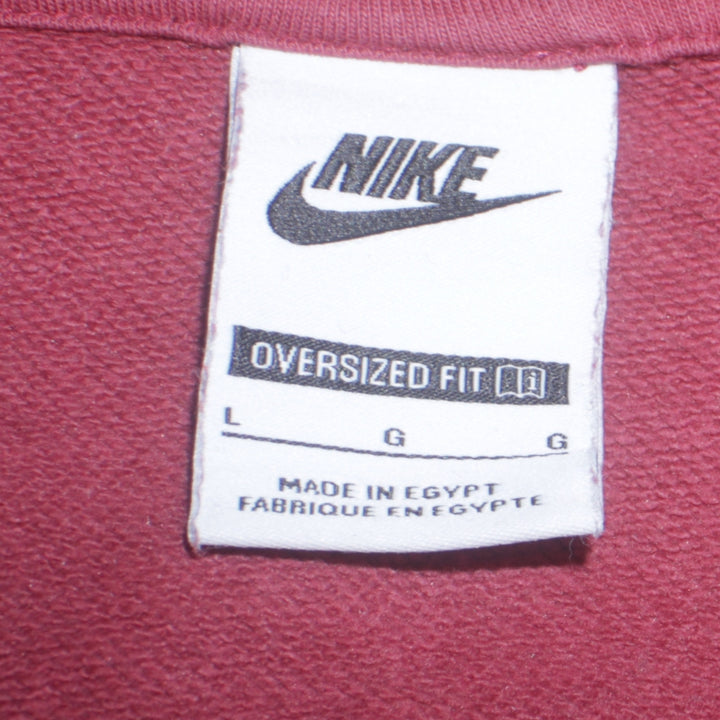 NIKE
OVERSIZED FIT
L G G
MADE IN EGYPT
FABRIQUE EN EGYPTE